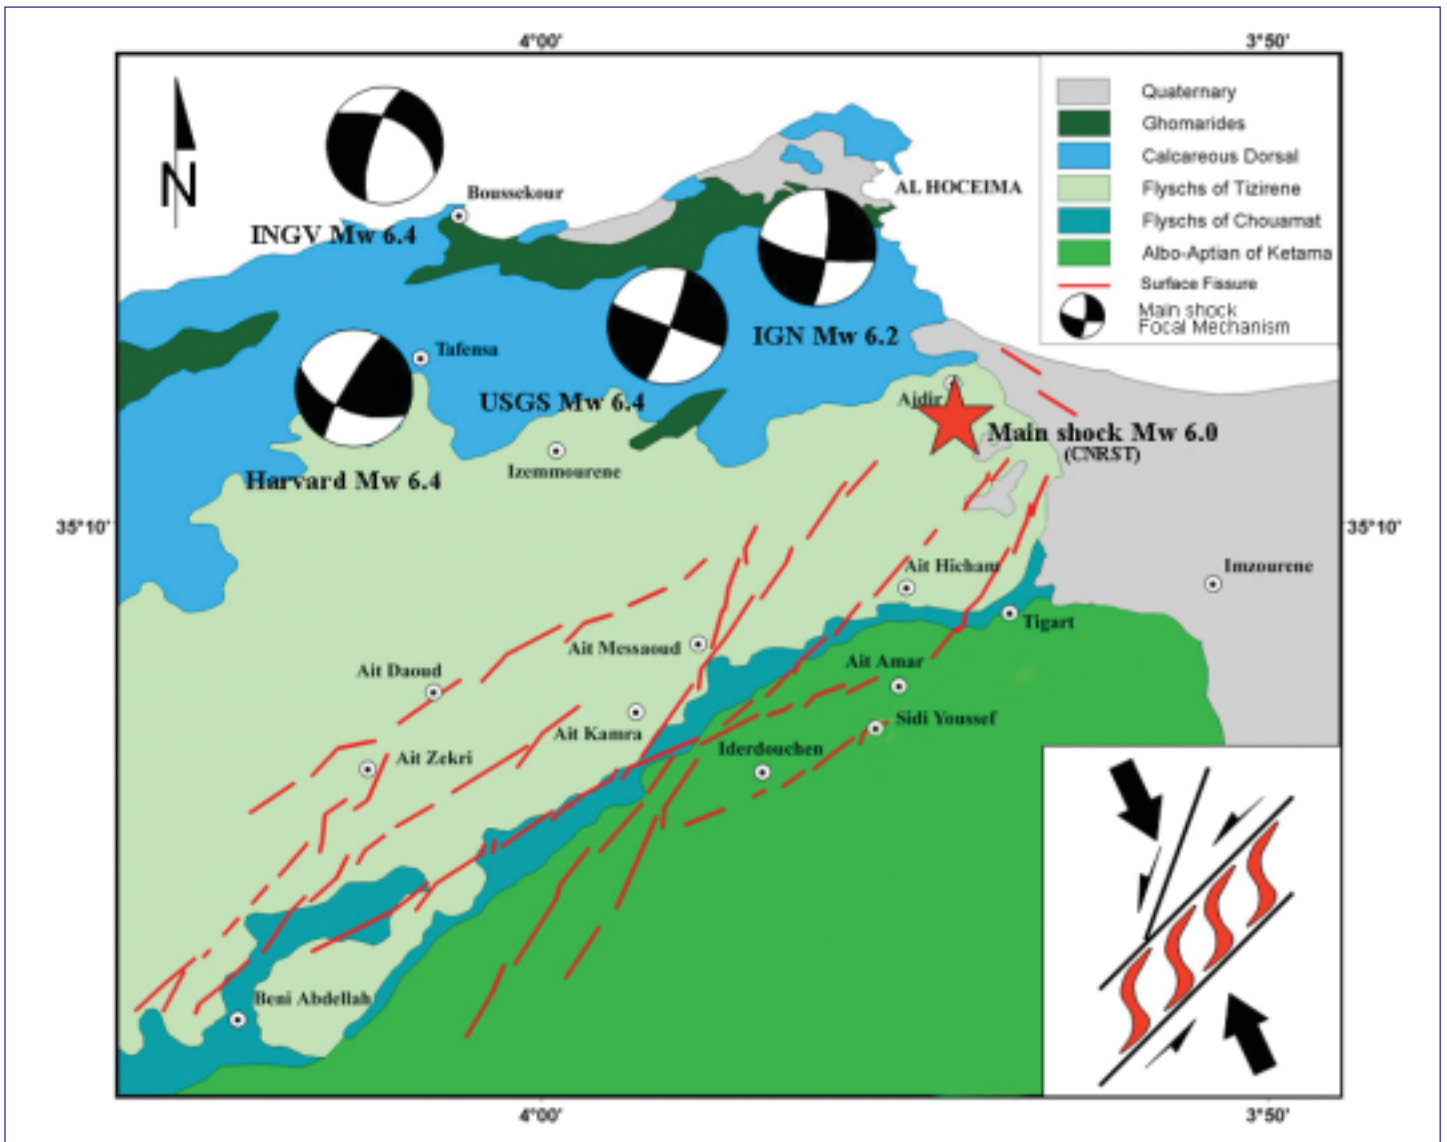 4°00'
3°50'
N
Quaternary
Ghomarides
Calcareous Dorsal
Flyschs of Tizirene
Flyschs of Chouamat
Albo-Aptian of Ketama
Surface Fissure
Main shock
Focal Mechanism
Boussekour
AL HOCEIMA
INGV Mw 6.4
IGN Mw 6.2
Tafensa
USGS Mw 6.4
Ajdir
Main shock Mw 6.0
(CNRST)
Izemmourene
Harvard Mw 6.4
35°10'
35°10'
Ait Hicham
Imzourene
Tigart
Ait Messaoud
Ait Amar
Ait Daoud
Sidi Youssef
Ait Kamra
Iderdouchen
Ait Zekri
Beni Abdellah
4°00'
3°50'